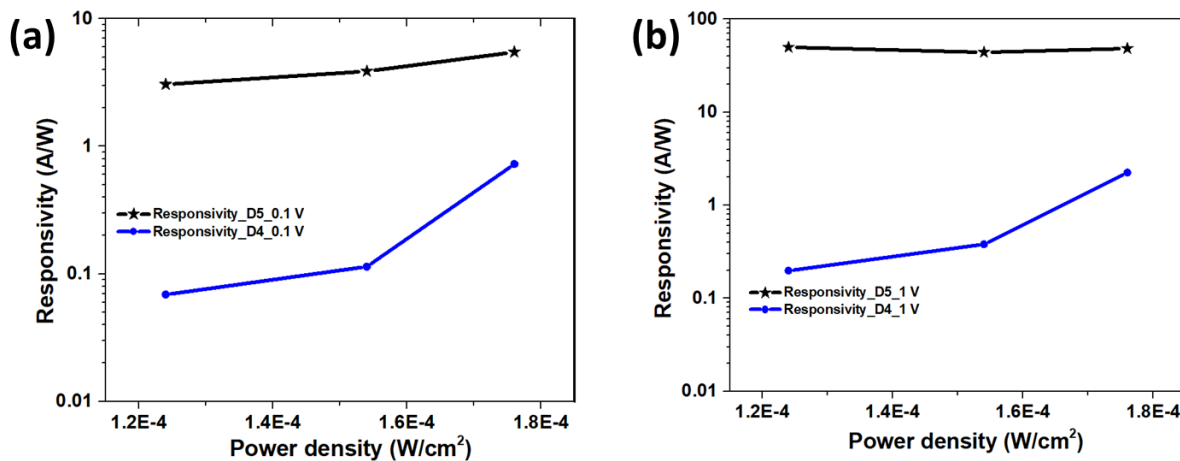 (a)
10
1
0.1
0.01
Responsivity (A/W)
Responsivity_D5_0.1 V
Responsivity_D4_0.1 V
1.2E-4 1.4E-4 1.6E-4 1.8E-4
Power density (W/cm²)
(b)
100
10
1
0.1
0.01
Responsivity (A/W)
Responsivity_D5_1 V
Responsivity_D4_1 V
1.2E-4 1.4E-4 1.6E-4 1.8E-4
Power density (W/cm²)